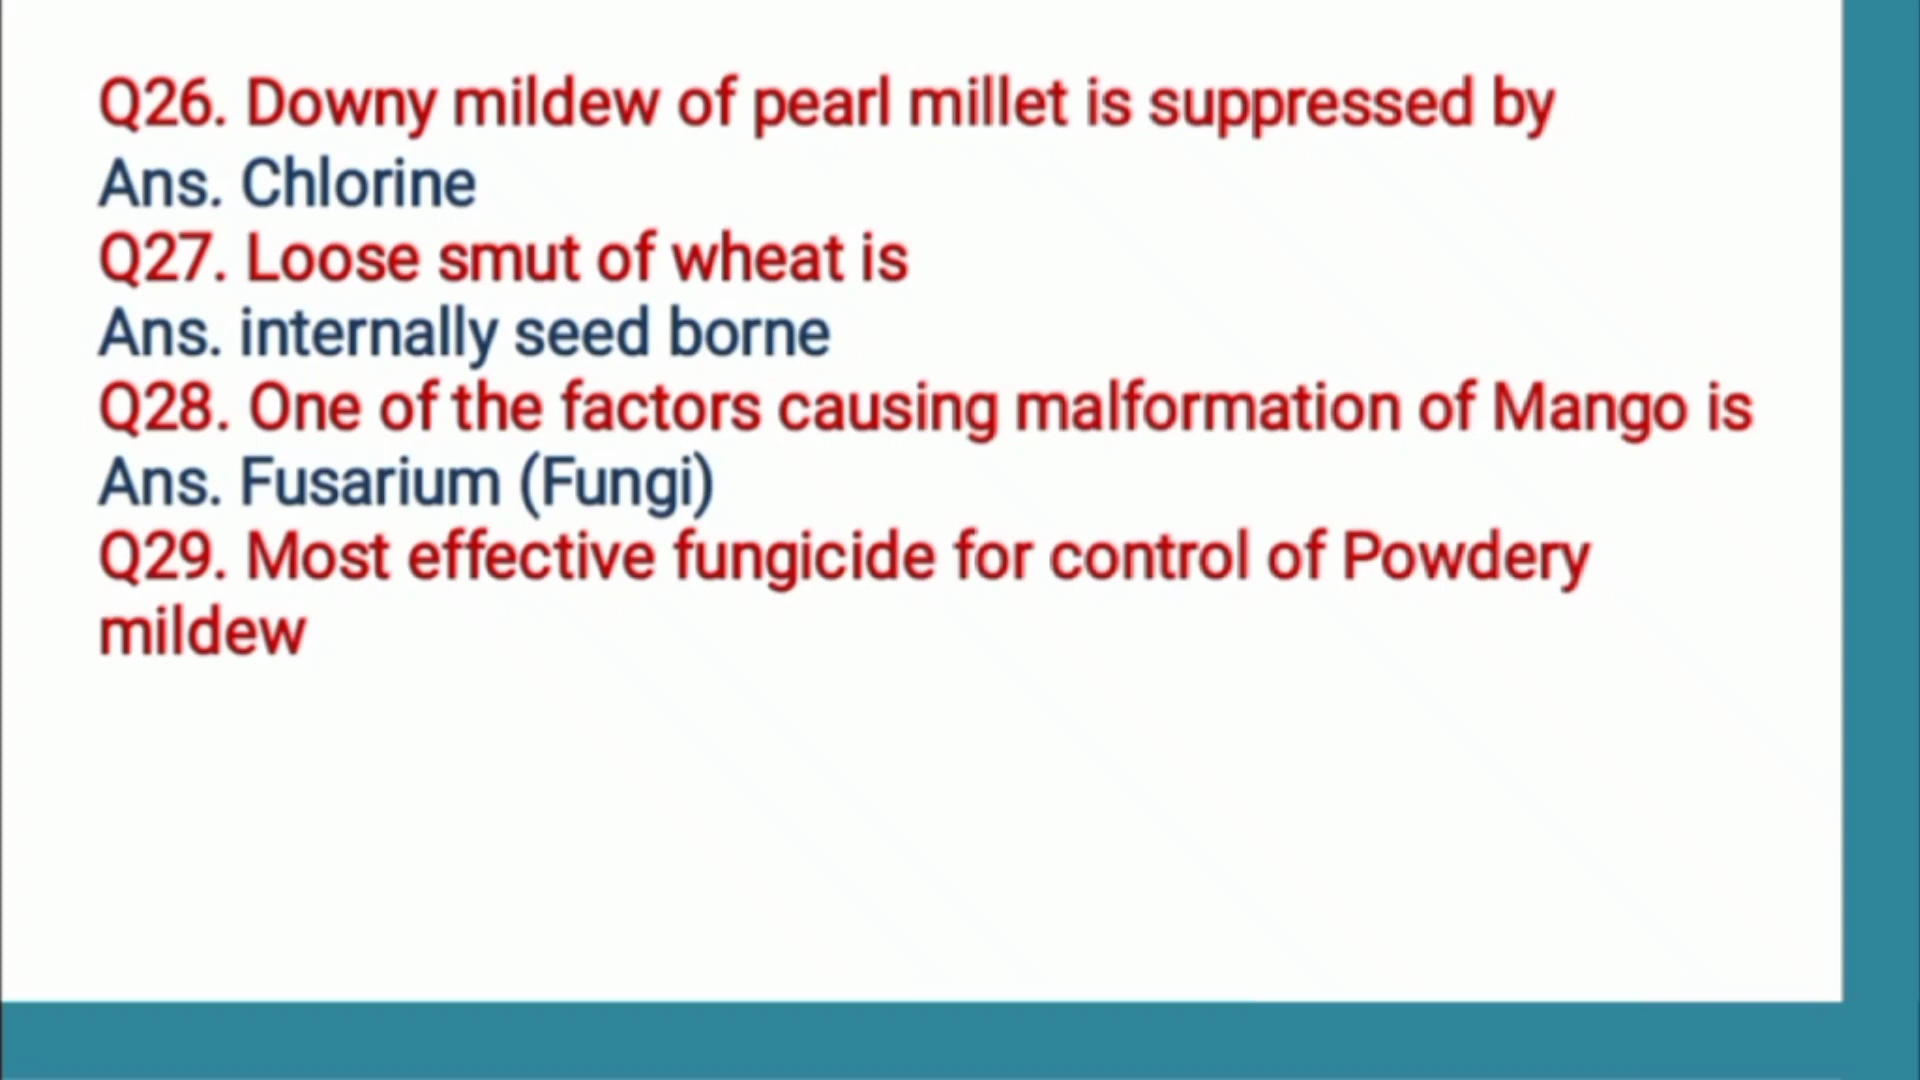 Q26. Downy mildew of pearl millet is suppressed by
Ans. Chlorine
Q27. Loose smut of wheat is
Ans. internally seed borne
Q28. One of the factors causing malformation of Mango is
Ans. Fusarium (Fungi)
Q29. Most effective fungicide for control of Powdery
mildew